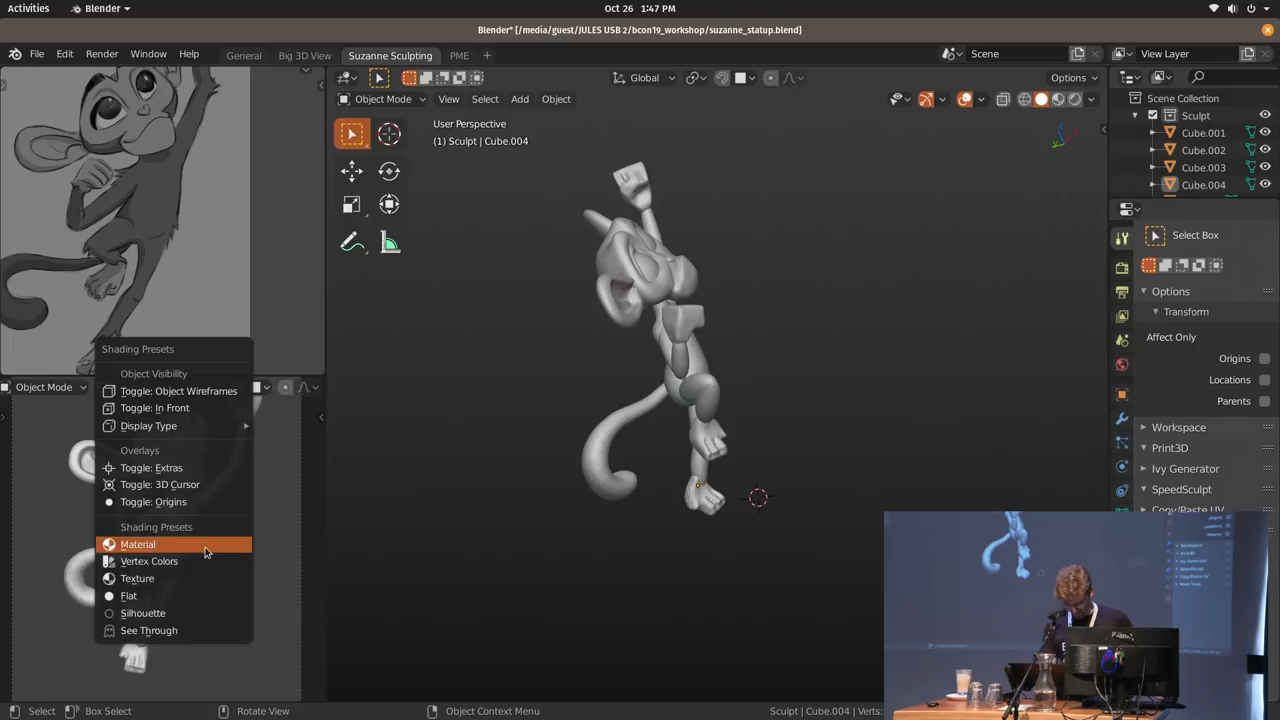 Activities
Blender
Oct 26 1:47 PM
Blender* [/media/guest/JULES USB 2/bcon19_workshop/suzanne_statup.blend]
File Edit Render Window Help
General Big 3D View Suzanne Sculpting PME +
Scene
View Layer
Global
Options
Object Mode View Select Add Object
User Perspective
(1) Sculpt | Cube.004
Scene Collection
Sculpt
Cube.001
Cube.002
Cube.003
Cube.004
Select Box
Options
Transform
Affect Only
Origins
Locations
Parents
Workspace
Print3D
Ivy Generator
SpeedSculpt
Copy/Paste UV
Object Mode
Shading Presets
Object Visibility
Toggle: Object Wireframes
Toggle: In Front
Display Type
Overlays
Toggle: Extras
Toggle: 3D Cursor
Toggle: Origins
Shading Presets
Material
Vertex Colors
Texture
Flat
Silhouette
See Through
Select
Box Select
Rotate View
Object Context Menu
Sculpt | Cube.004 | Verts: